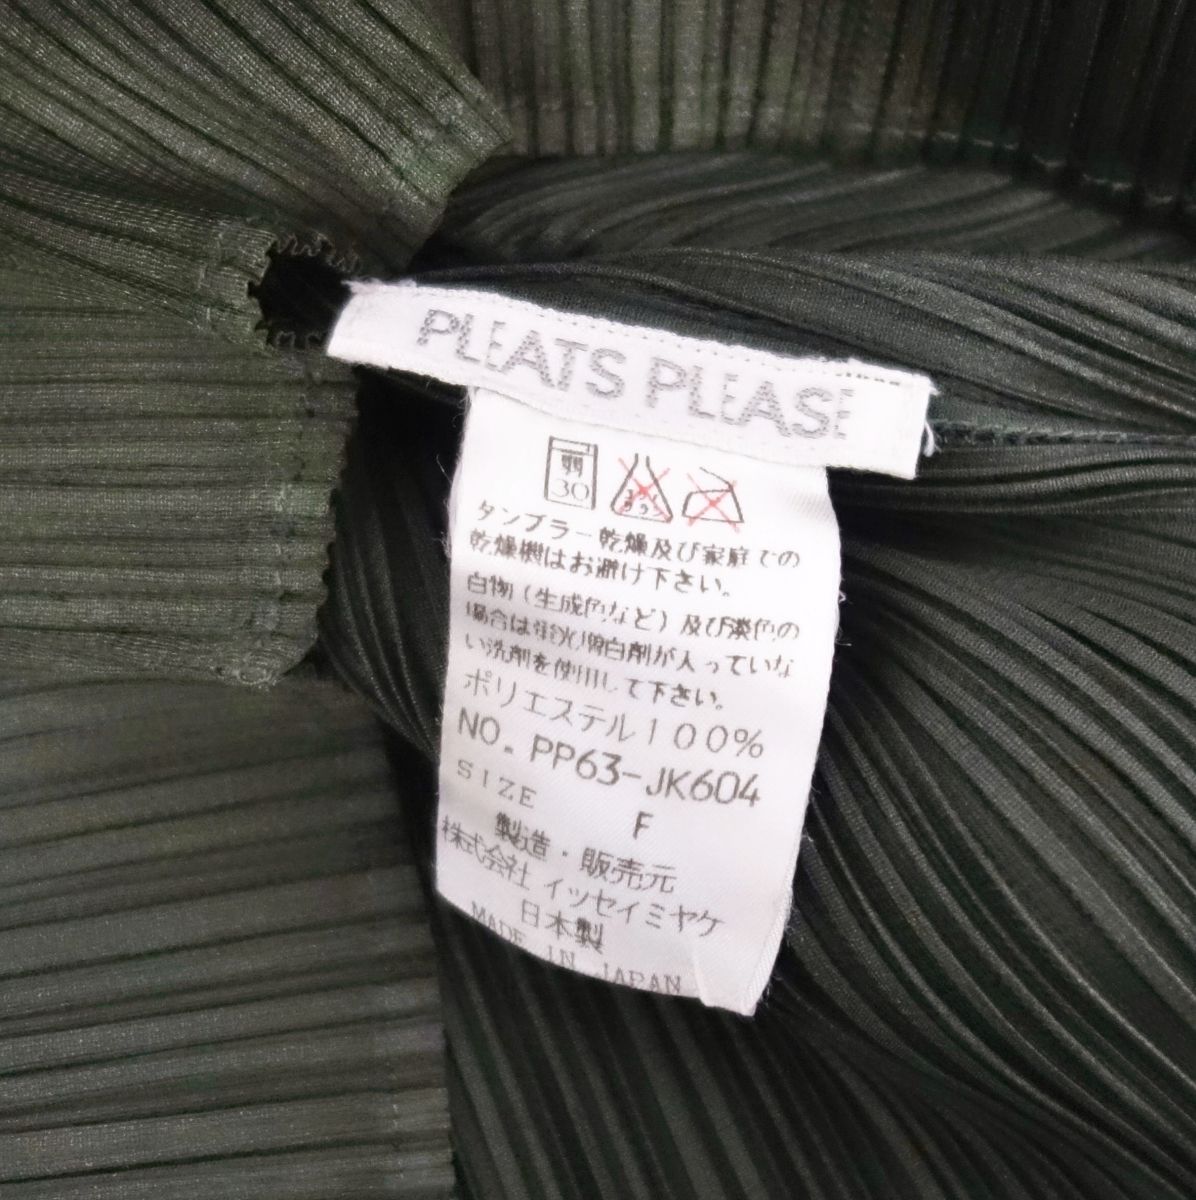 PLEATS PLEASE
弱
30
タンブラー乾燥及び家庭での
乾燥機はお避け下さい。
白物（生成色など）及び淡色の
場合は蛍光増白剤が入っていな
い洗剤を使用して下さい。
ポリエステル100%
NO. PP63-JK604
SIZE
F
製造・販売元
株式会社 イッセイミヤケ
日本製
MADE IN JAPAN